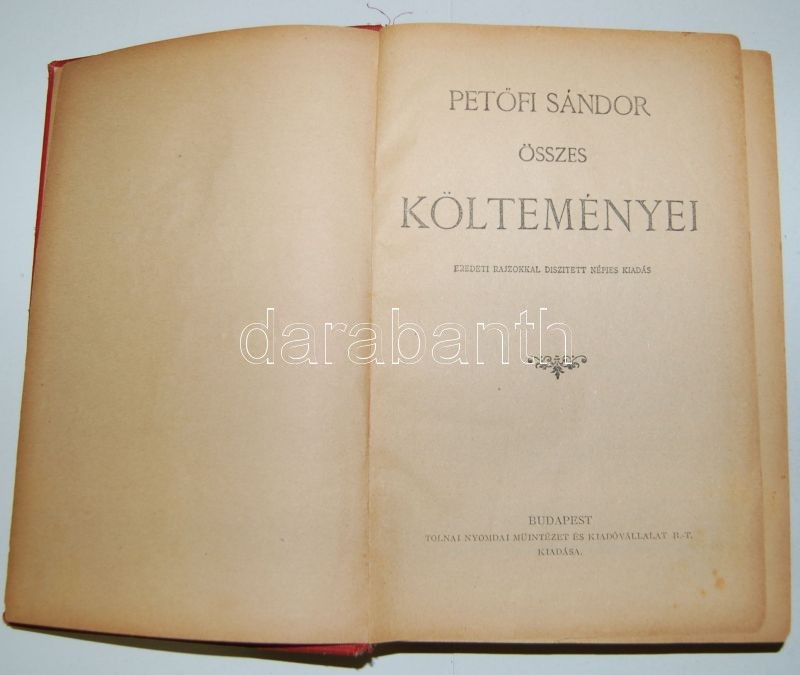 PETŐFI SÁNDOR
ÖSSZES
KÖLTEMÉNYEI
EREDETI RAJZOKKAL DISZITETT NÉPIES KIADÁS
darabanth
BUDAPEST
TOLNAI NYOMDAI MŰINTÉZET ÉS KIADÓVÁLLALAT R.-T.
KIADÁSA.